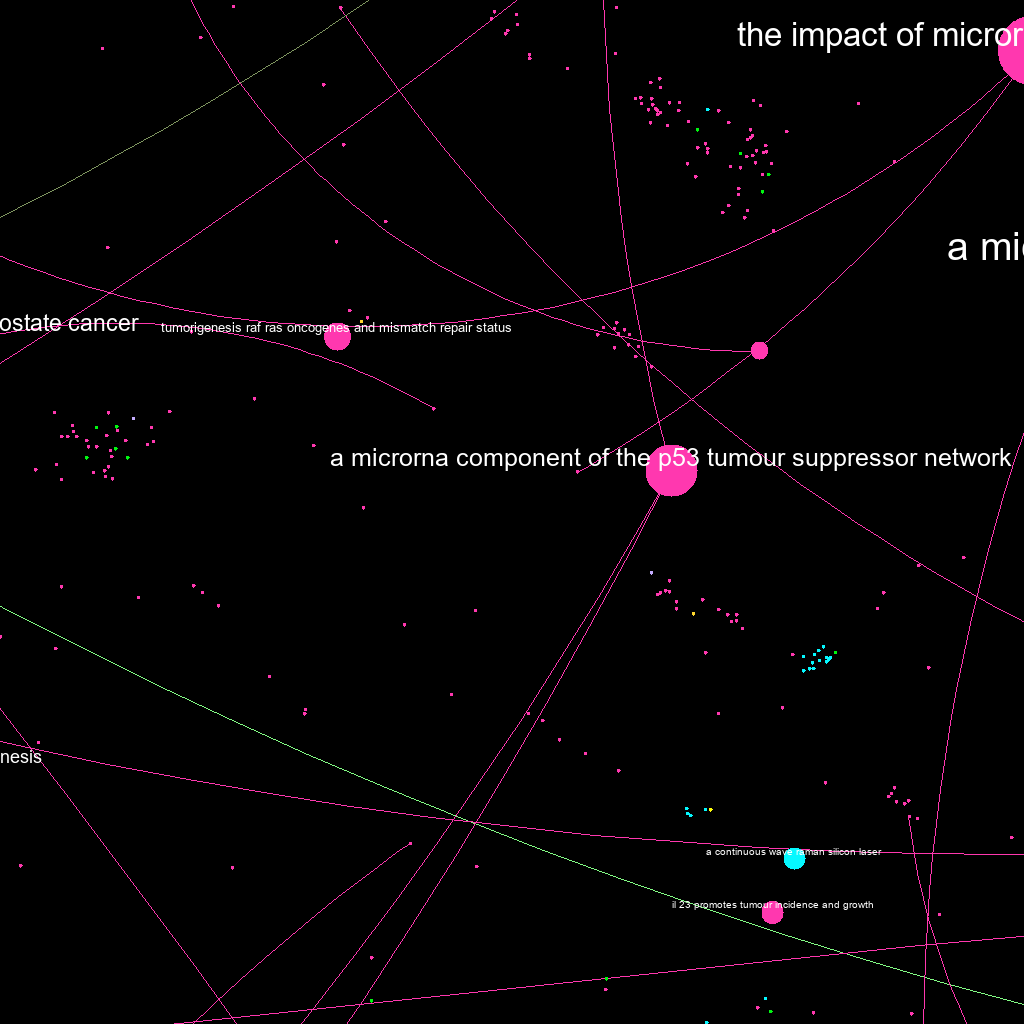 the impact of micror
a mi
ostate cancer
tumorigenesis raf ras oncogenes and mismatch repair status
a microrna component of the p53 tumour suppressor network
nesis
a continuous wave raman silicon laser
il 23 promotes tumour incidence and growth